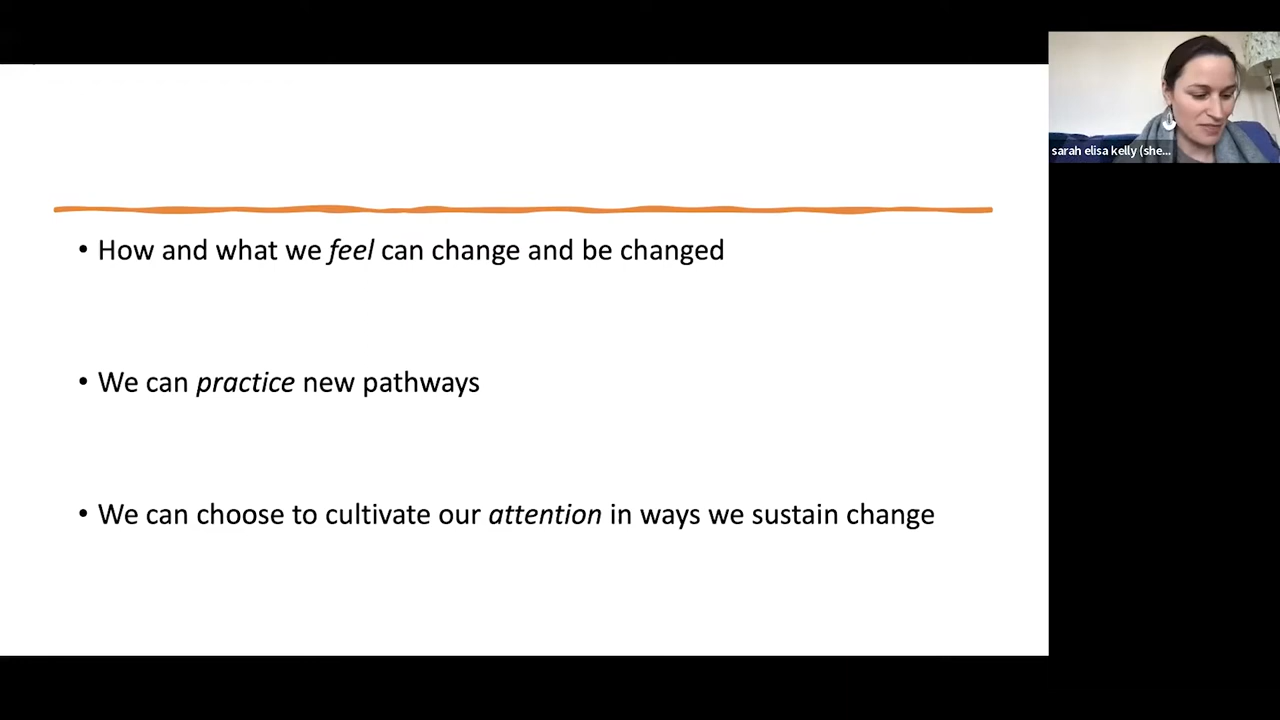 sarah elisa kelly (she...
• How and what we feel can change and be changed
• We can practice new pathways
• We can choose to cultivate our attention in ways we sustain change